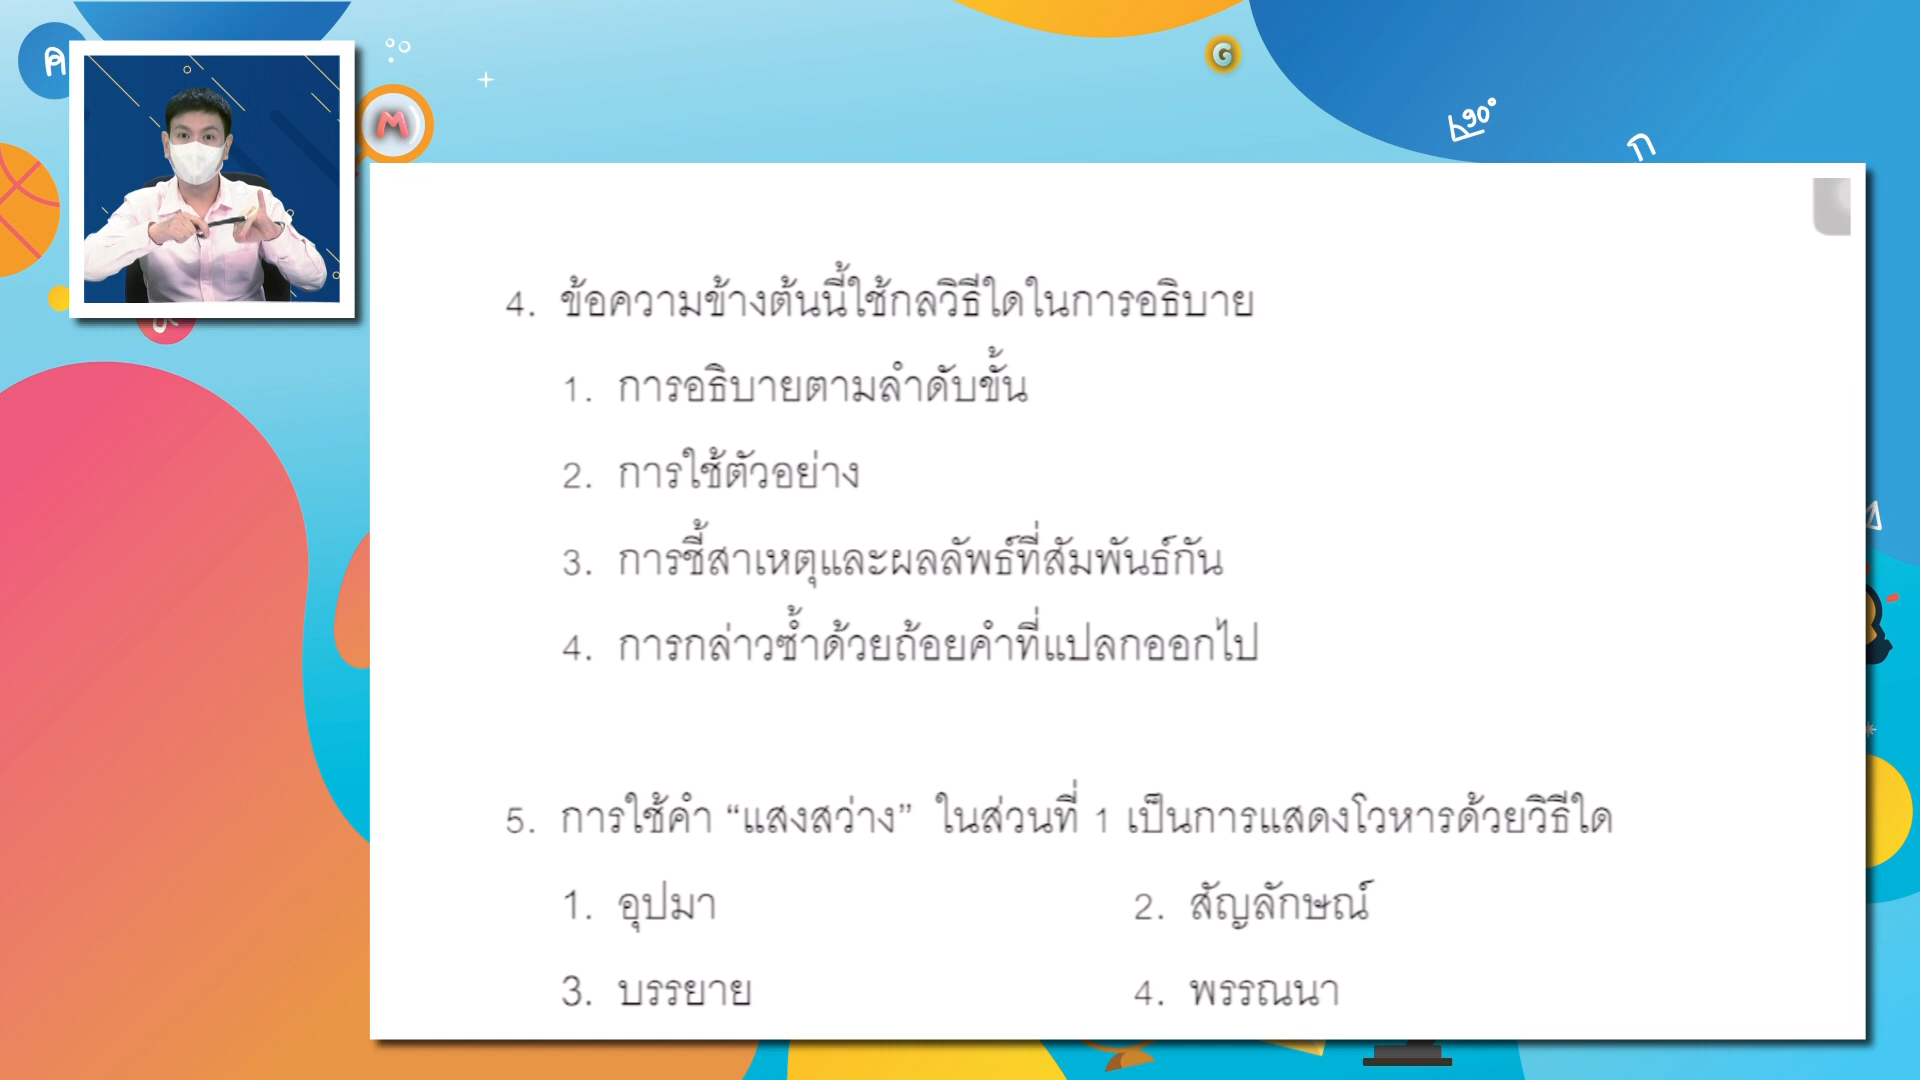 ค
M
G
90°
ก
4. ข้อความข้างต้นนี้ใช้กลวิธีใดในการอธิบาย
1. การอธิบายตามลำดับขั้น
2. การใช้ตัวอย่าง
3. การชี้สาเหตุและผลลัพธ์ที่สัมพันธ์กัน
4. การกล่าวซ้ำด้วยถ้อยคำที่แปลกออกไป
5. การใช้คำ “แสงสว่าง” ในส่วนที่ 1 เป็นการแสดงโวหารด้วยวิธีใด
1. อุปมา 2. สัญลักษณ์
3. บรรยาย 4. พรรณนา